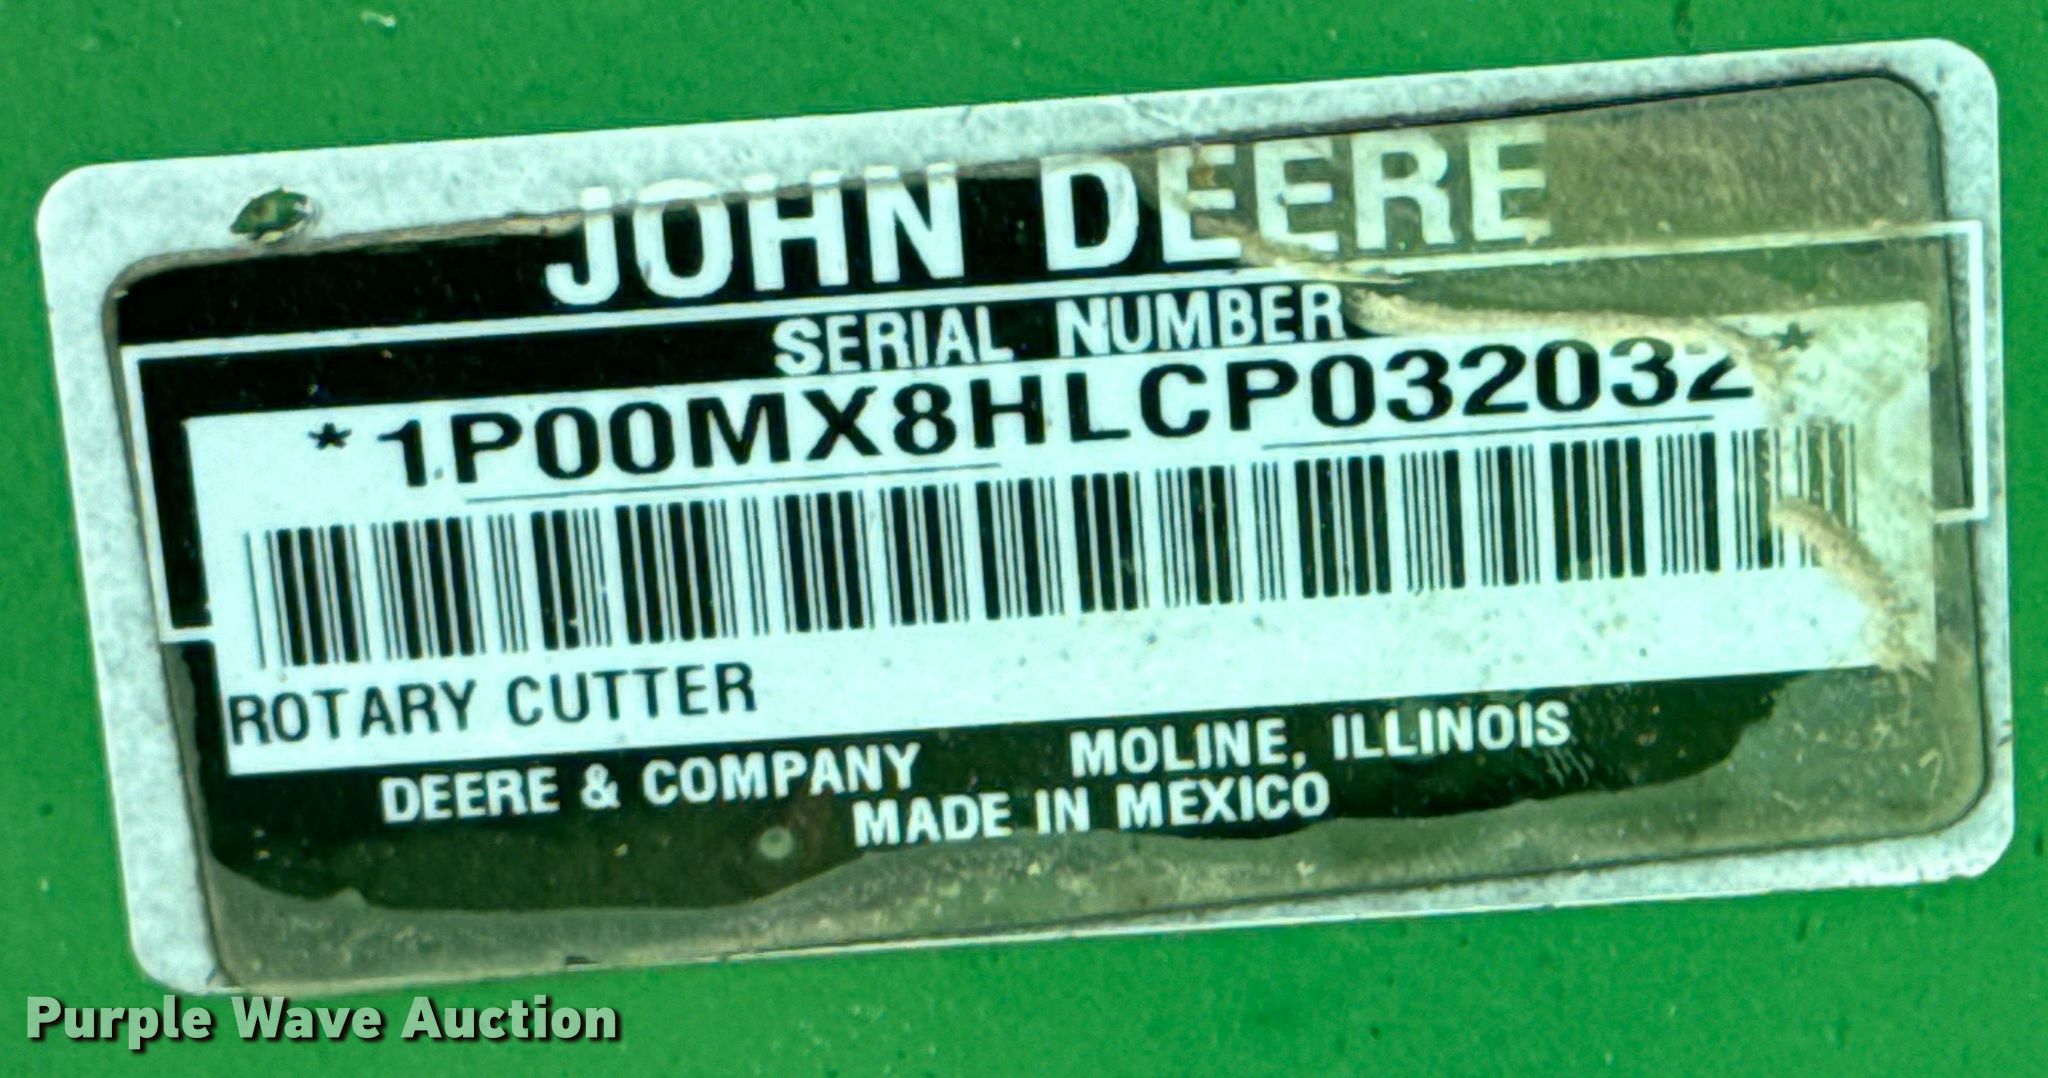 JOHN DEERE
SERIAL NUMBER
*1P00MX8HLCP032032*
ROTARY CUTTER
DEERE & COMPANY MOLINE, ILLINOIS
MADE IN MEXICO
Purple Wave Auction